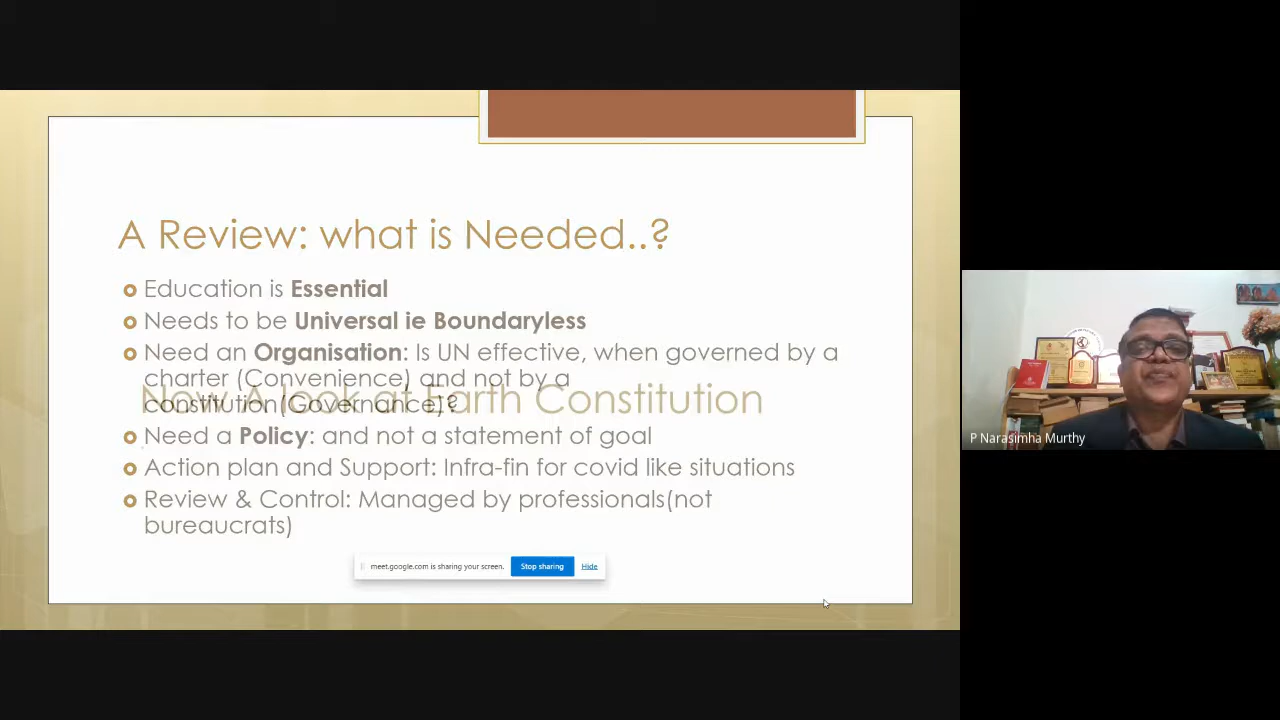 A Review: what is Needed..?
Education is Essential
Needs to be Universal ie Boundaryless
Need an Organisation: Is UN effective, when governed by a
charter (Convenience) and not by a
constitution(Governance)?
Now A look at Earth Constitution
Need a Policy: and not a statement of goal
Action plan and Support: Infra-fin for covid like situations
Review & Control: Managed by professionals(not
bureaucrats)
meet.google.com is sharing your screen. Stop sharing Hide
P Narasimha Murthy